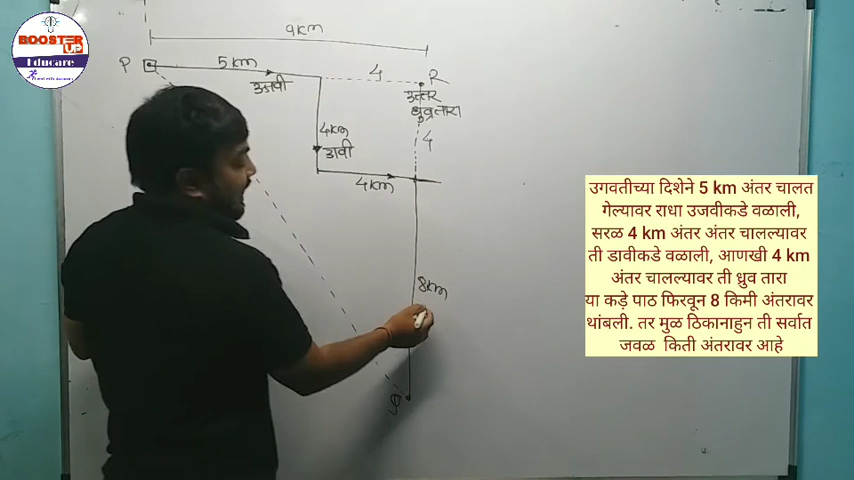 BOOSTER
UP
Educare
9km
P
5 km
4
R
उजवी
उत्तर
ध्रुवतारा
4km
डावी
4
4km
8km
उगवतीच्या दिशेने 5 km अंतर चालत
गेल्यावर राधा उजवीकडे वळाली,
सरळ 4 km अंतर अंतर चालल्यावर
ती डावीकडे वळाली, आणखी 4 km
अंतर चालल्यावर ती ध्रुव तारा
या कडे पाठ फिरवून 8 किमी अंतरावर
थांबली. तर मुळ ठिकानाहुन ती सर्वात
जवळ किती अंतरावर आहे